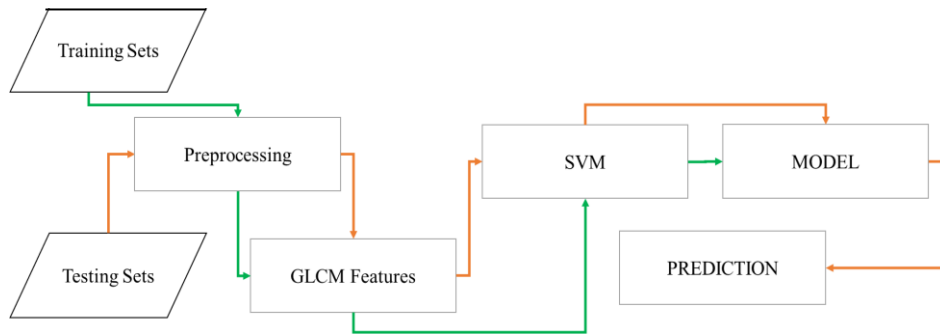 Training Sets
Preprocessing
SVM
MODEL
Testing Sets
GLCM Features
PREDICTION